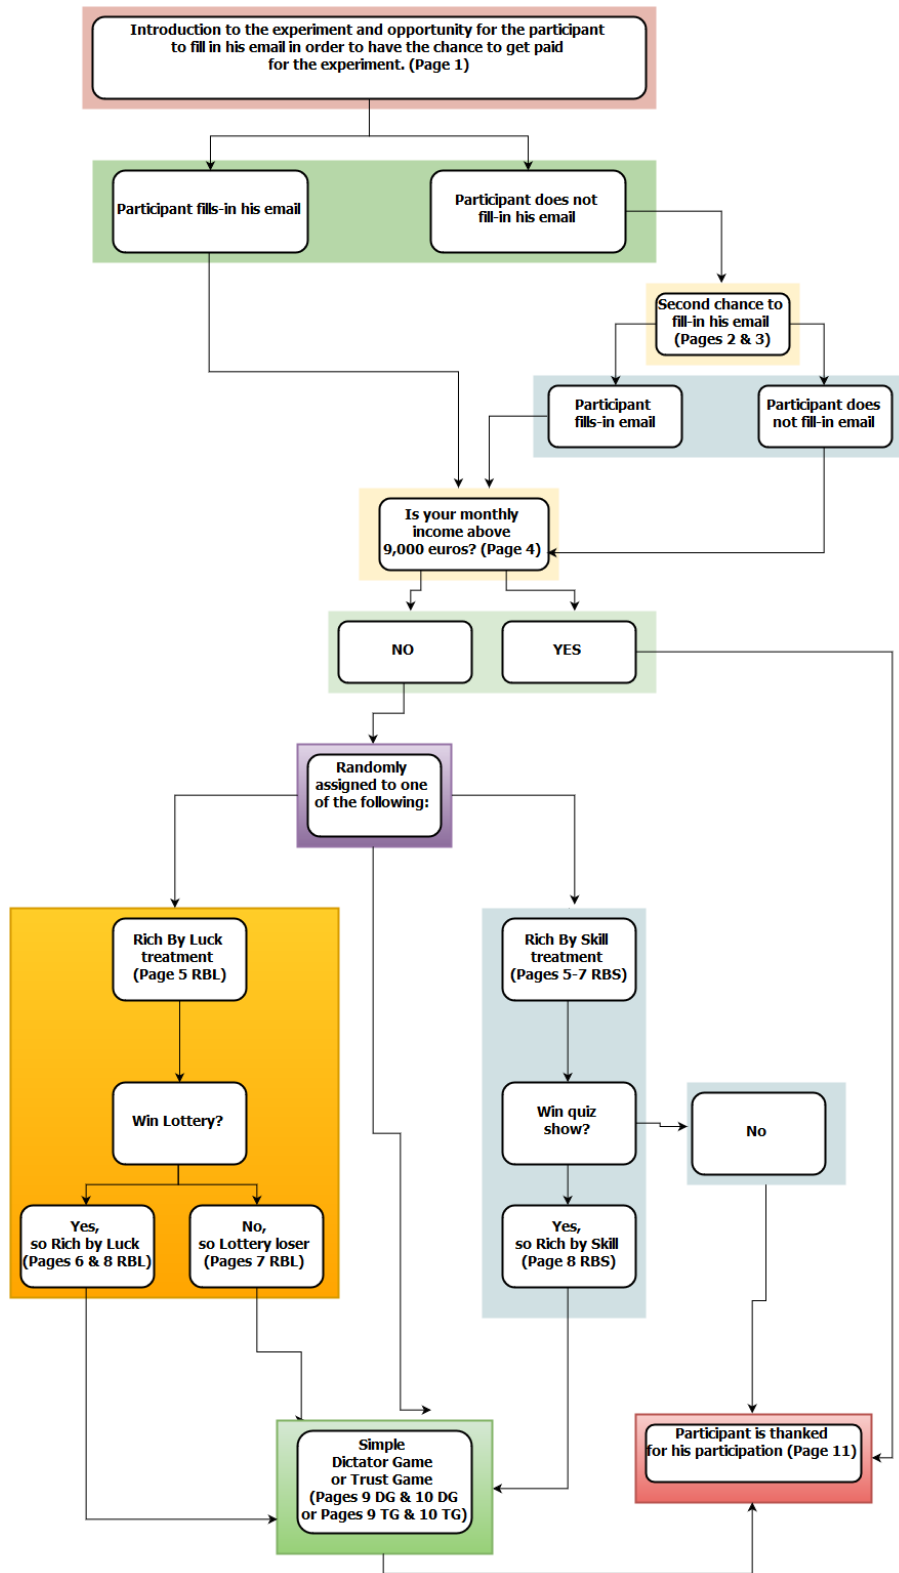 Introduction to the experiment and opportunity for the participant
to fill in his email in order to have the chance to get paid
for the experiment. (Page 1)
Participant fills-in his email
Participant does not
fill-in his email
Second chance to
fill-in his email
(Pages 2 & 3)
Participant
fills-in email
Participant does
not fill-in email
Is your monthly
income above
9,000 euros? (Page 4)
NO
YES
Randomly
assigned to one
of the following:
Rich By Luck
treatment
(Page 5 RBL)
Rich By Skill
treatment
(Pages 5-7 RBS)
Win Lottery?
Win quiz
show?
No
Yes,
so Rich by Luck
(Pages 6 & 8 RBL)
No,
so Lottery loser
(Pages 7 RBL)
Yes,
so Rich by Skill
(Page 8 RBS)
Simple
Dictator Game
or Trust Game
(Pages 9 DG & 10 DG
or Pages 9 TG & 10 TG)
Participant is thanked
for his participation (Page 11)